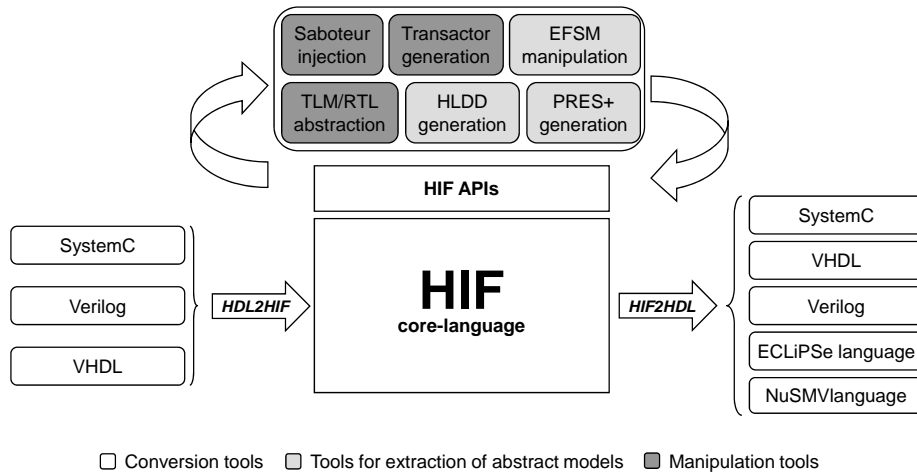 Saboteur injection
Transactor generation
EFSM manipulation
TLM/RTL abstraction
HLDD generation
PRES+ generation
HIF APIs
SystemC
Verilog
VHDL
HDL2HIF
HIF
core-language
HIF2HDL
SystemC
VHDL
Verilog
ECLiPSe language
NuSMVlanguage
Conversion tools
Tools for extraction of abstract models
Manipulation tools